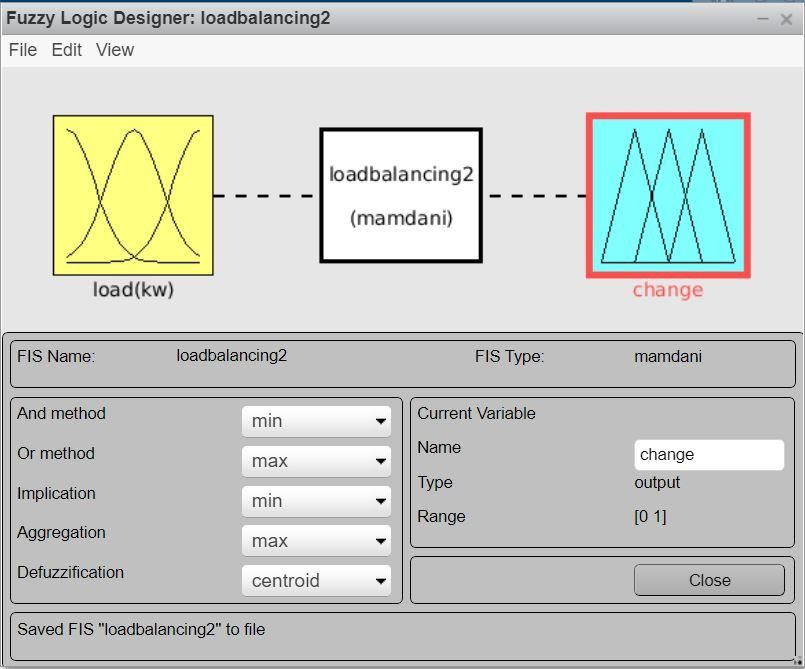 Fuzzy Logic Designer: loadbalancing2
File Edit View
loadbalancing2
(mamdani)
load(kw)
change
FIS Name: loadbalancing2 FIS Type: mamdani
And method min
Or method max
Implication min
Aggregation max
Defuzzification centroid
Current Variable
Name change
Type output
Range [0 1]
Close
Saved FIS "loadbalancing2" to file